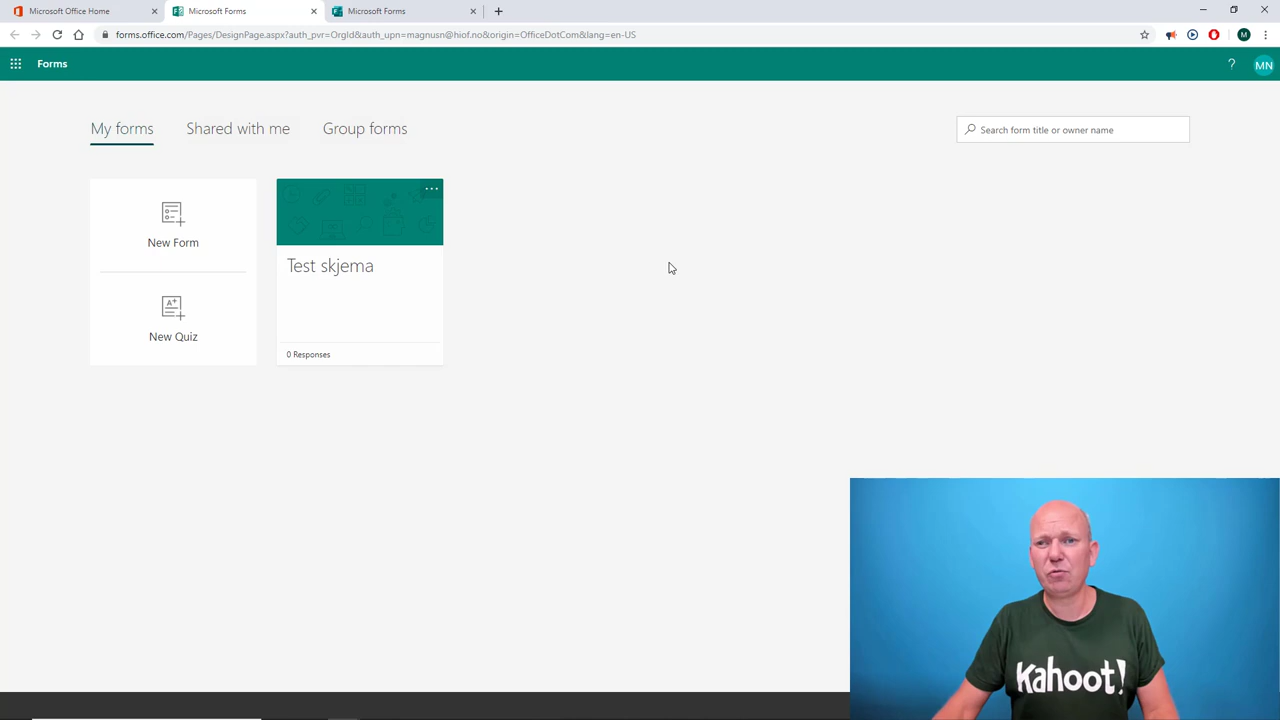 Microsoft Office Home
Microsoft Forms
Microsoft Forms
forms.office.com/Pages/DesignPage.aspx?auth_pvr=OrgId&auth_upn=magnusn@hiof.no&origin=OfficeDotCom&lang=en-US
M
Forms
?
MN
My forms
Shared with me
Group forms
Search form title or owner name
New Form
A+
New Quiz
Test skjema
0 Responses
Kahoot!